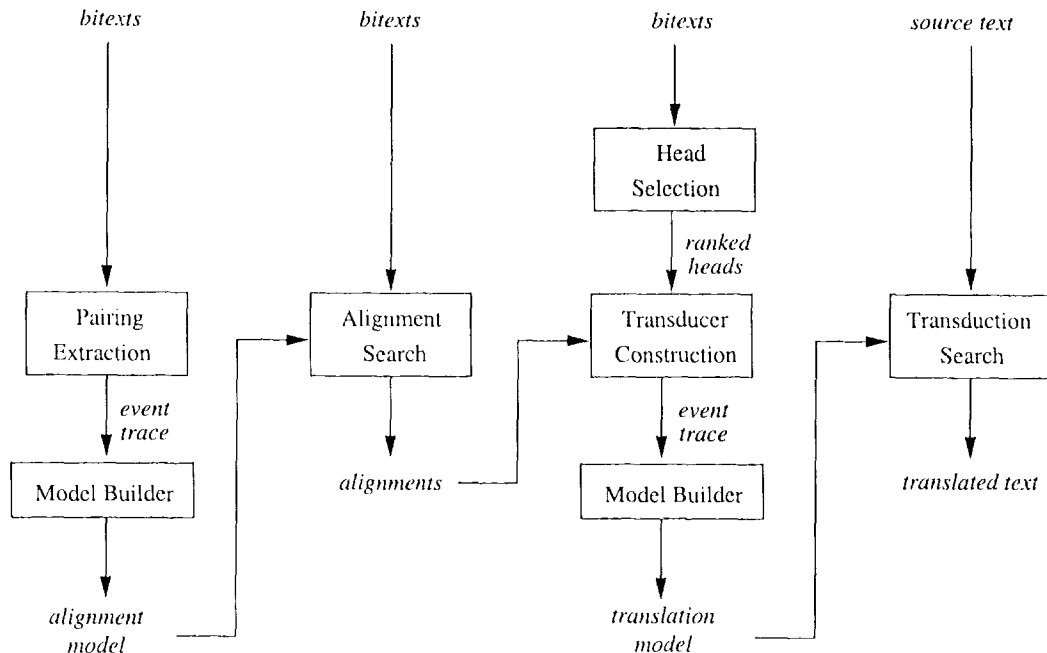 bitexts
bitexts
bitexts
source text
Head
Selection
ranked
heads
Pairing
Extraction
Alignment
Search
Transducer
Construction
Transduction
Search
event
trace
event
trace
Model Builder
alignments
Model Builder
translated text
alignment
model
translation
model